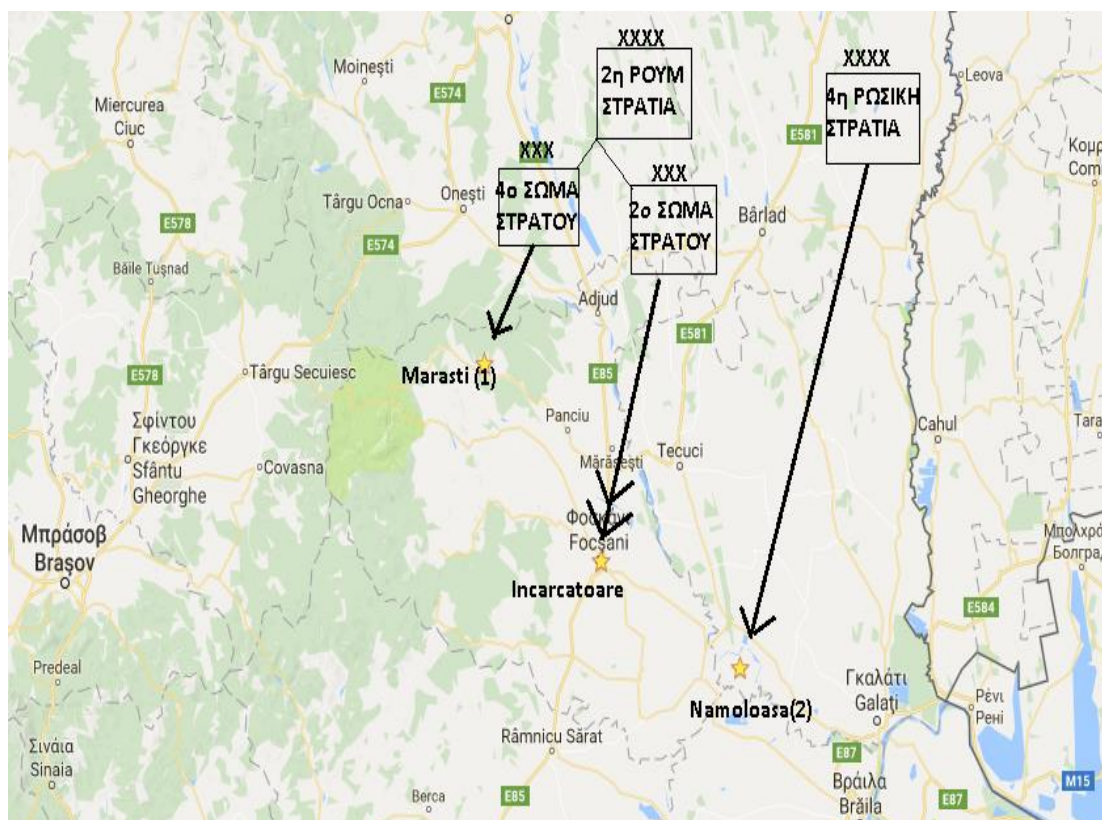 XXXX
2η ΡΟΥΜ
ΣΤΡΑΤΙΑ
XXXX
4η ΡΩΣΙΚΗ
ΣΤΡΑΤΙΑ
Leova
Moinești
E574
Miercurea
Ciuc
E581
XXX
4ο ΣΩΜΑ
ΣΤΡΑΤΟΥ
XXX
2ο ΣΩΜΑ
ΣΤΡΑΤΟΥ
Târgu Ocna
Onești
Bârlad
E578
E574
Băile Tușnad
Adjud
E581
Marasti (1)
E85
E578
Târgu Secuiesc
Panciu
Σφίντου
Γκεόργκε
Sfântu
Gheorghe
Covasna
Mărășești
Tecuci
Cahul
Focșani
Μπράσοβ
Brașov
Incarcatoare
E584
Predeal
Namoloasa(2)
Γκαλάτι
Galați
Ρένι
Рені
Râmnicu Sărat
Σινάια
Sinaia
E87
Βράιλα
Brăila
E87
M15
Berca
E85